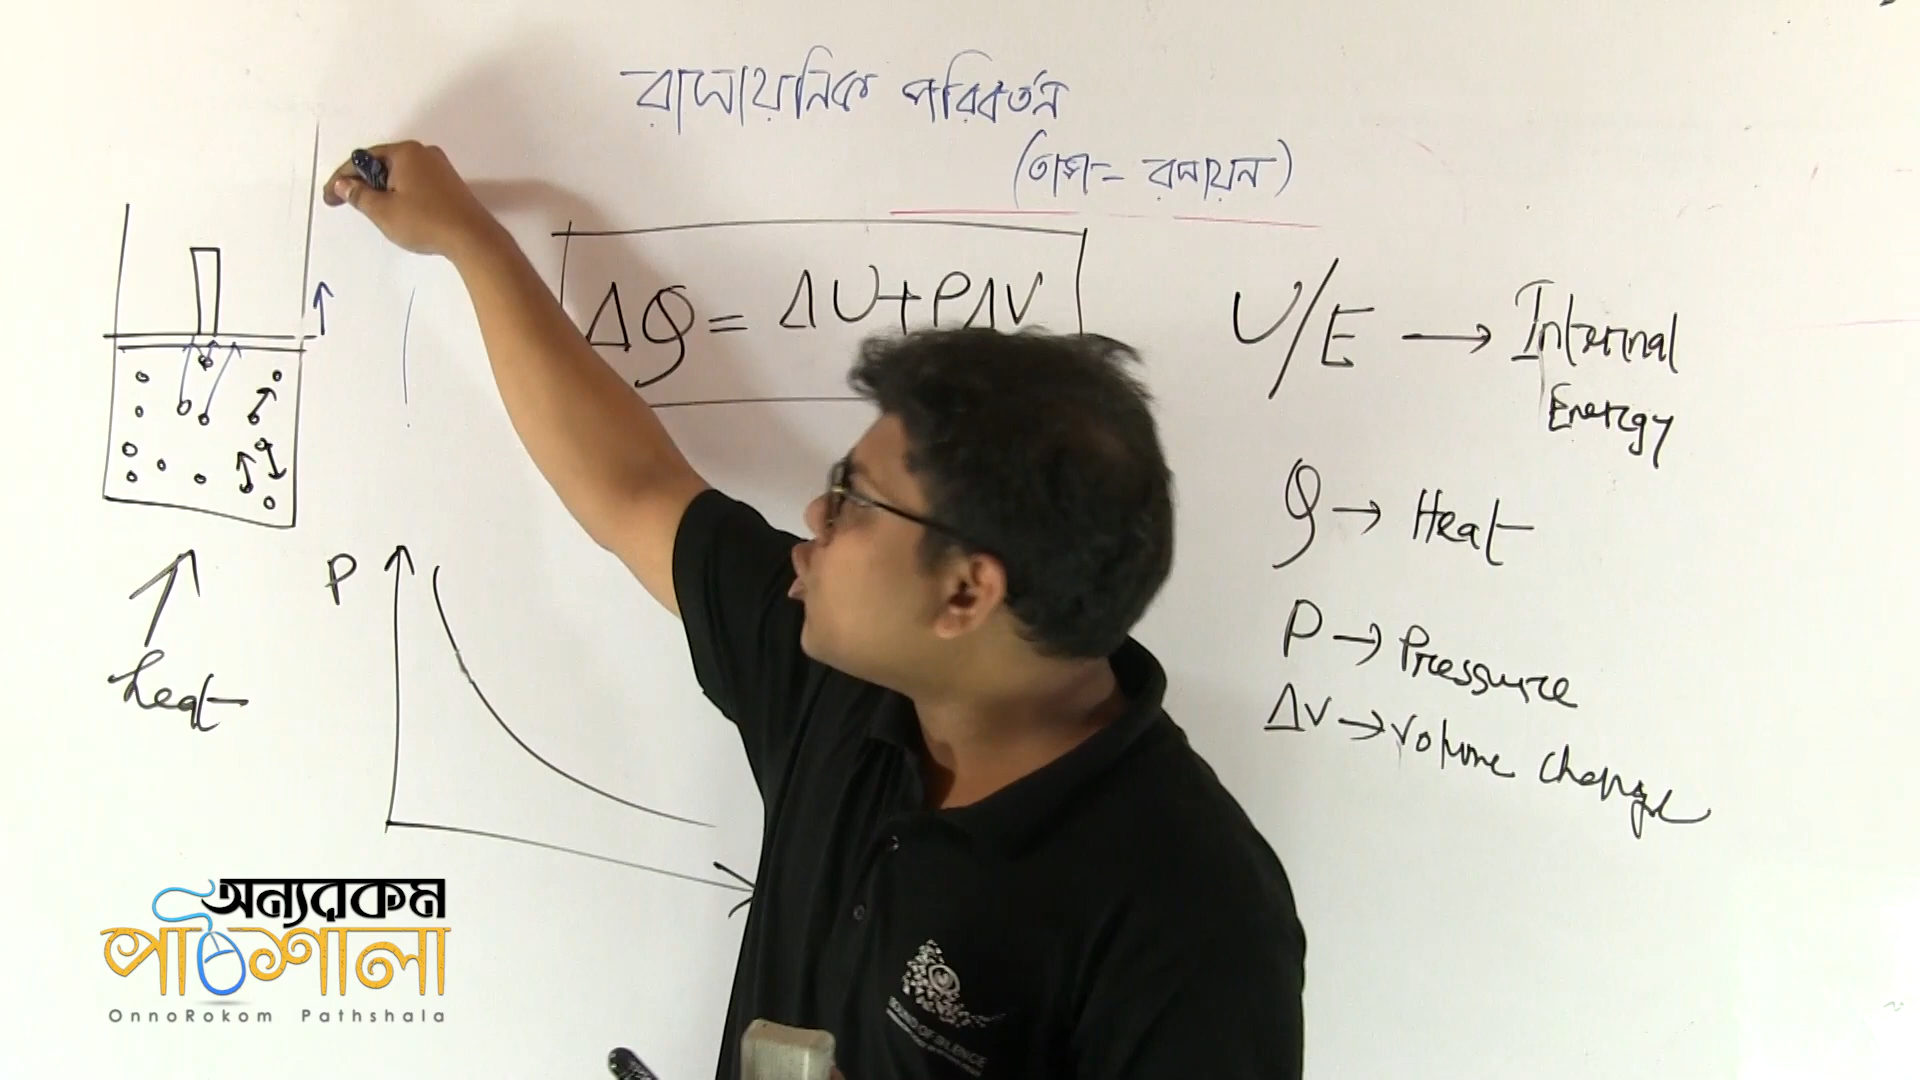 রাসায়নিক পরিবর্তন
(তাপ - রসায়ন)
ΔQ = ΔU+PΔV
U/E → Internal
Energy
Q → Heat
P → Pressure
ΔV → Volume change
heat
P
অন্যরকম
পাঠশালা
OnnoRokom Pathshala